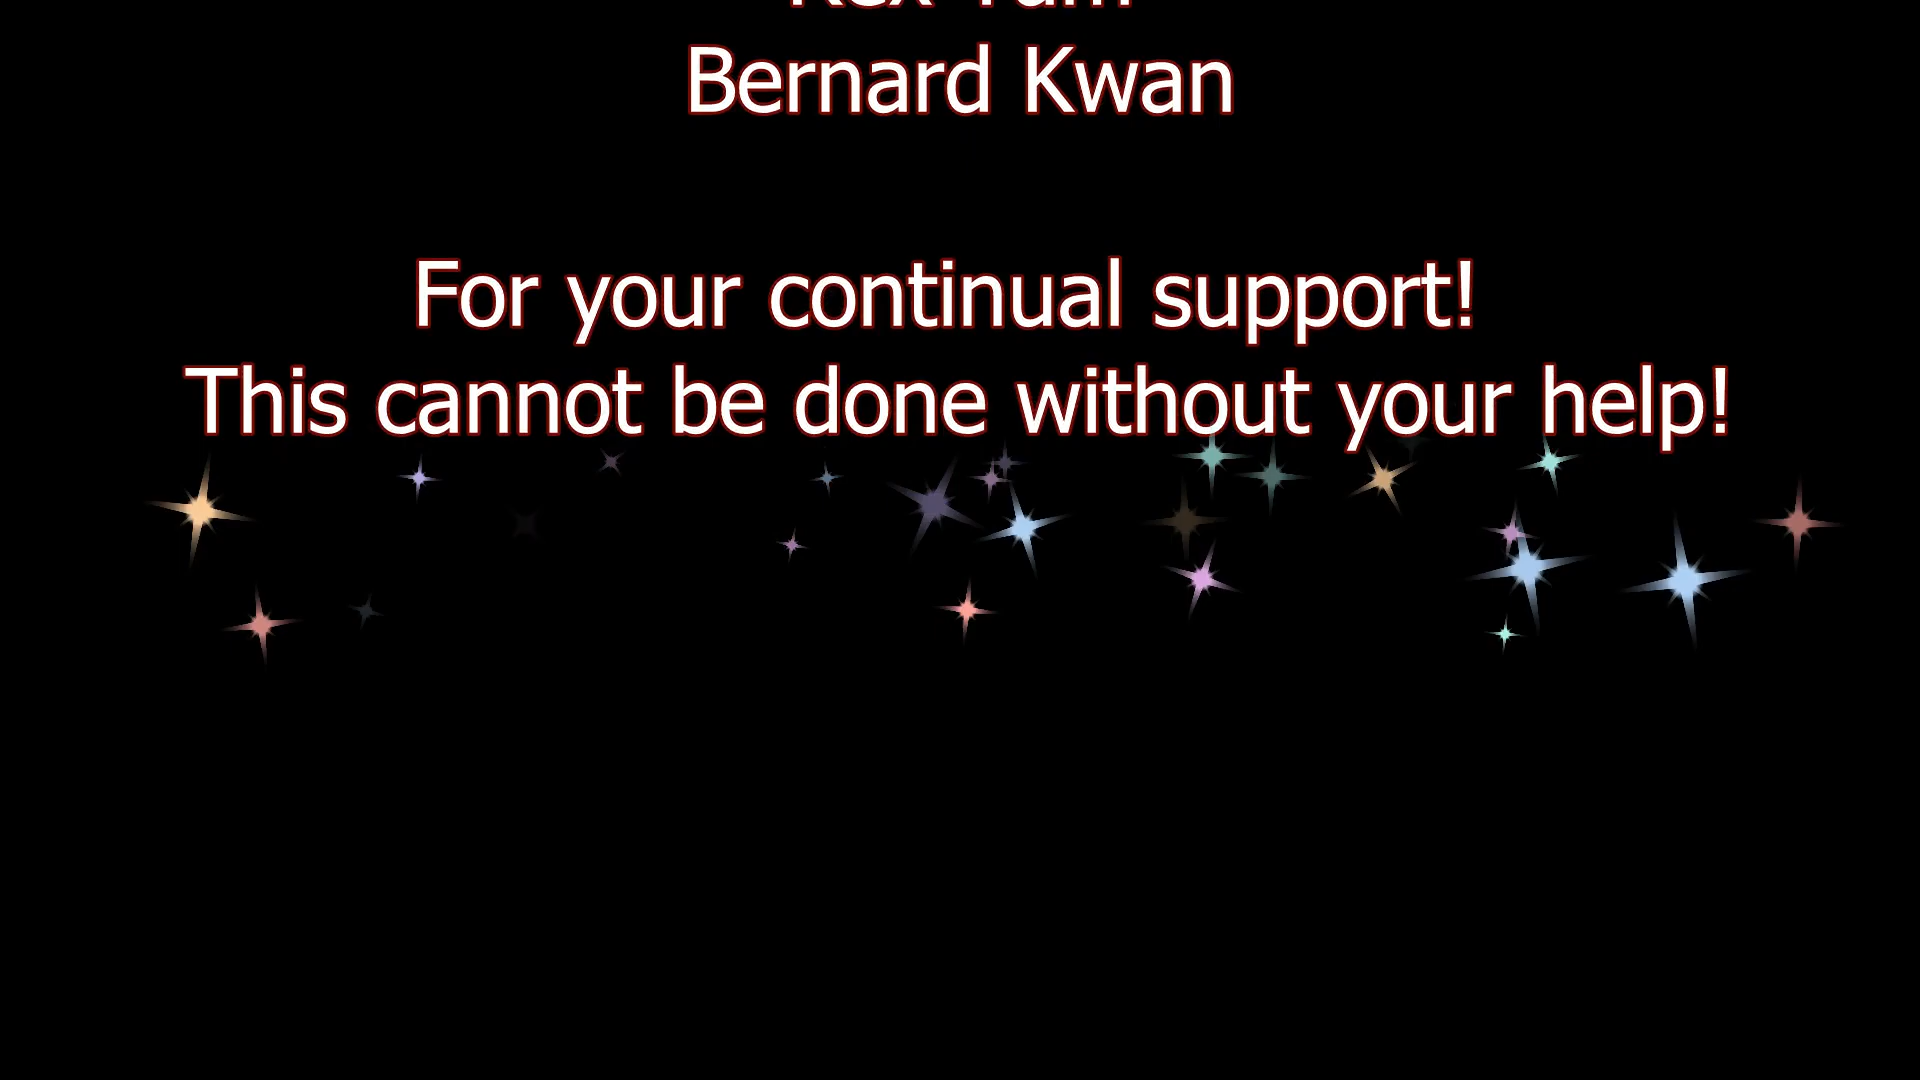 Bernard Kwan
For your continual support!
This cannot be done without your help!